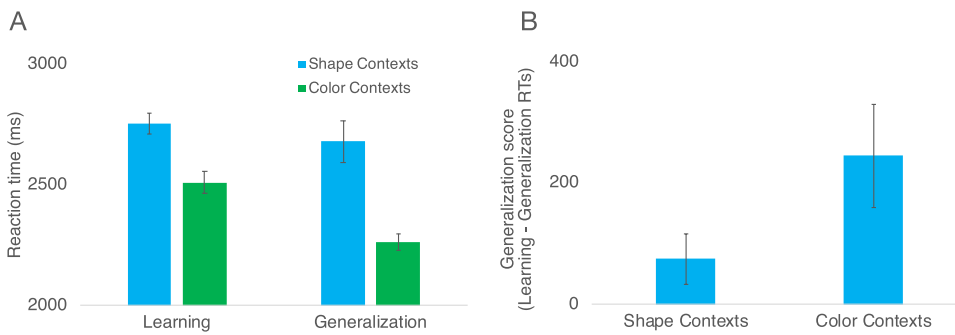 A
3000
2500
2000
Reaction time (ms)
Shape Contexts
Color Contexts
Learning
Generalization
B
400
200
0
Generalization score
(Learning - Generalization RTs)
Shape Contexts
Color Contexts